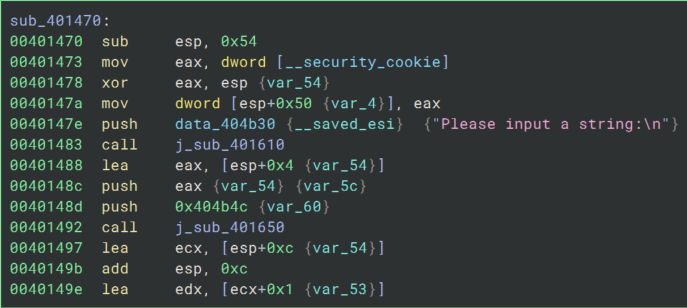 sub_401470:
00401470 sub esp, 0x54
00401473 mov eax, dword [__security_cookie]
00401478 xor eax, esp {var_54}
0040147a mov dword [esp+0x50 {var_4}], eax
0040147e push data_404b30 {__saved_esi} {"Please input a string:\n"}
00401483 call j_sub_401610
00401488 lea eax, [esp+0x4 {var_54}]
0040148c push eax {var_54} {var_5c}
0040148d push 0x404b4c {var_60}
00401492 call j_sub_401650
00401497 lea ecx, [esp+0xc {var_54}]
0040149b add esp, 0xc
0040149e lea edx, [ecx+0x1 {var_53}]